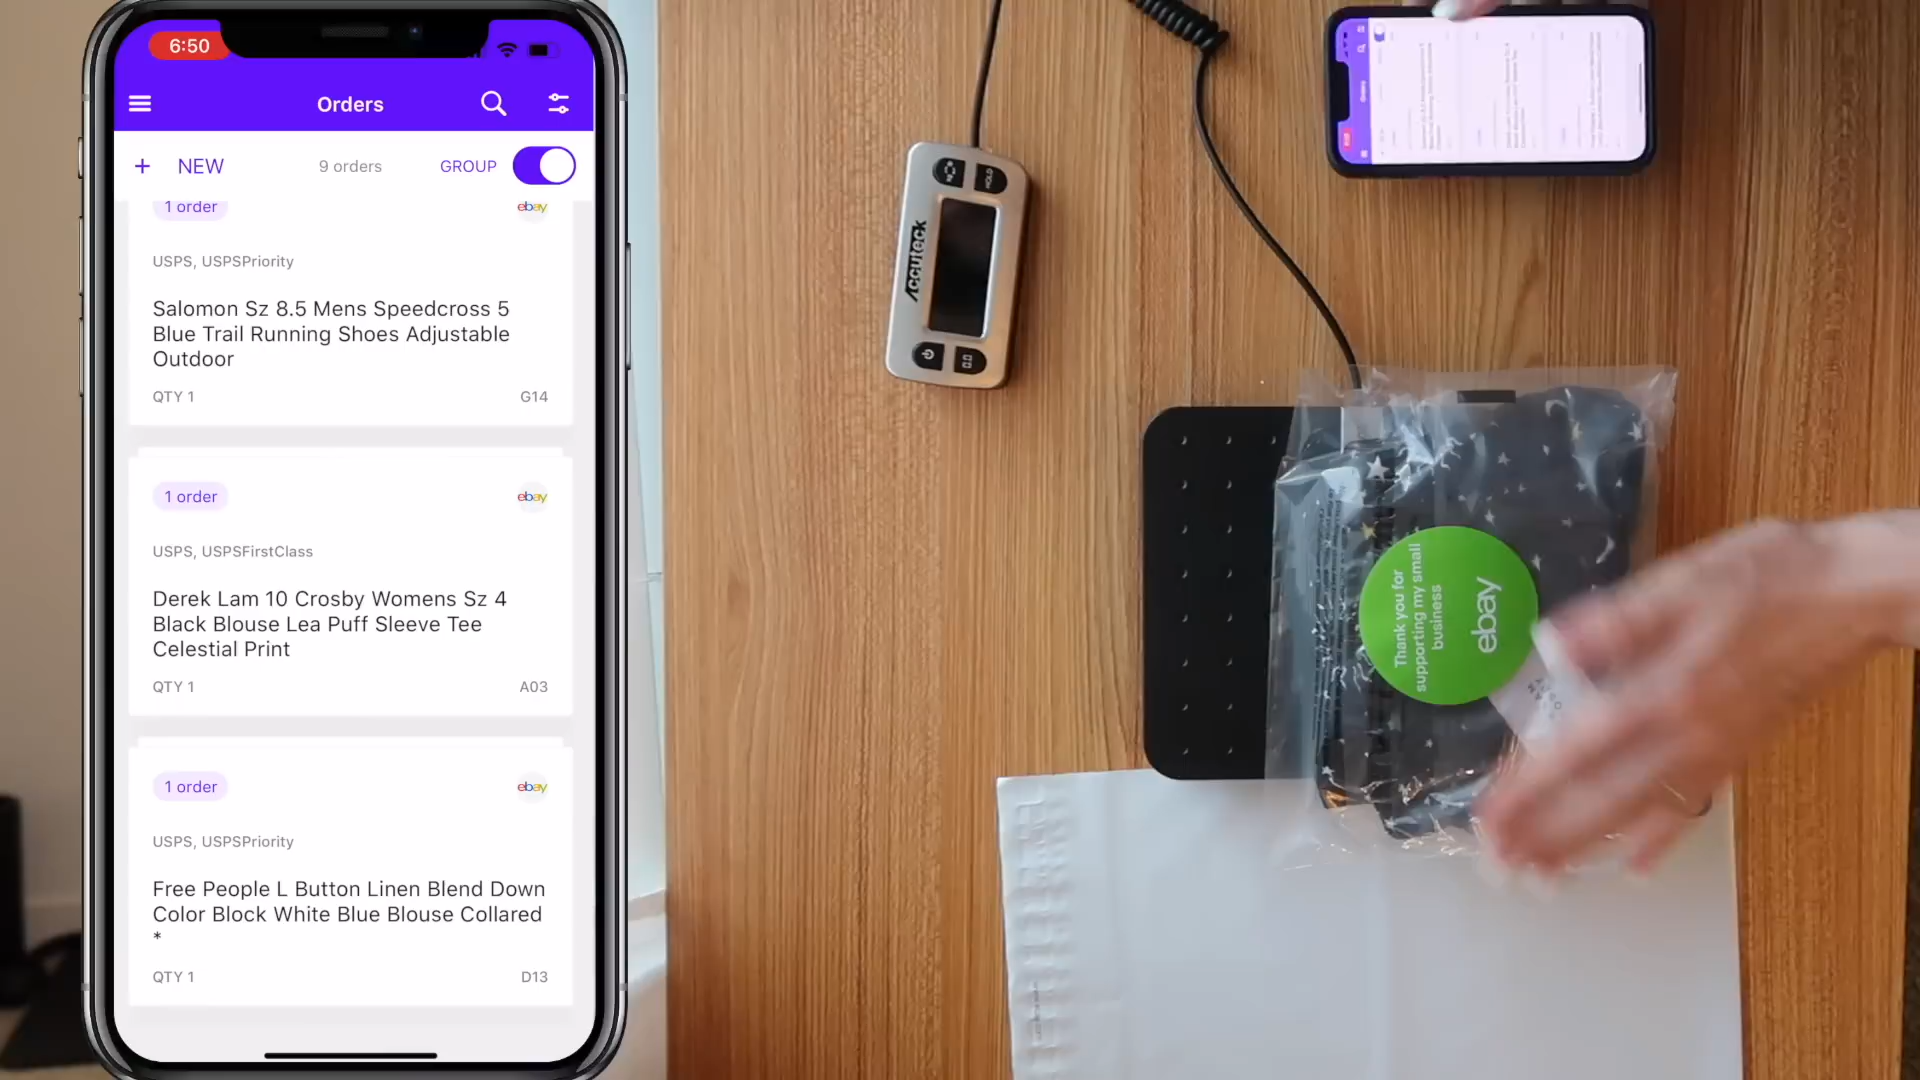 6:50
Orders
+ NEW
9 orders
GROUP
1 order
ebay
USPS, USPSPriority
Salomon Sz 8.5 Mens Speedcross 5
Blue Trail Running Shoes Adjustable
Outdoor
QTY 1
G14
1 order
ebay
USPS, USPSFirstClass
Derek Lam 10 Crosby Womens Sz 4
Black Blouse Lea Puff Sleeve Tee
Celestial Print
QTY 1
A03
1 order
ebay
USPS, USPSPriority
Free People L Button Linen Blend Down
Color Block White Blue Blouse Collared
*
QTY 1
D13
Accuteck
HOLD
Thank you for
supporting my small
business
ebay
Orders